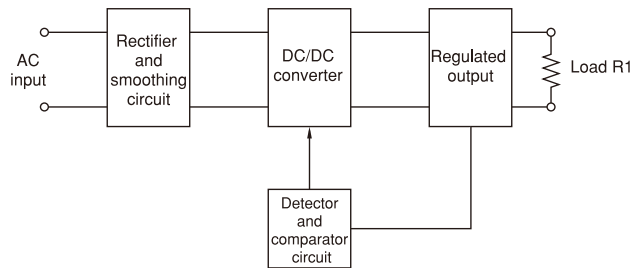 AC
input
Rectifier
and
smoothing
circuit
DC/DC
converter
Regulated
output
Load R1
Detector
and
comparator
circuit